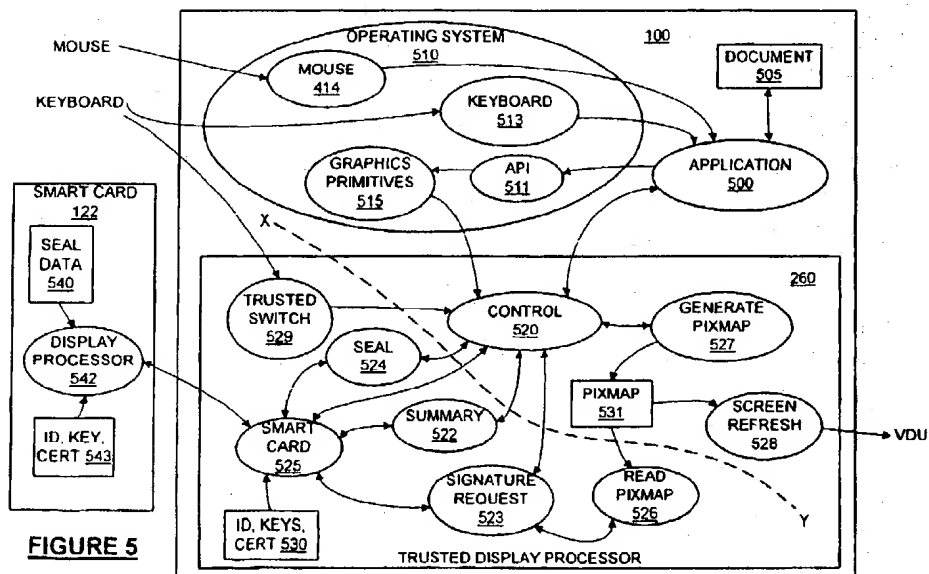 OPERATING SYSTEM
510
100
MOUSE
MOUSE
414
DOCUMENT
505
KEYBOARD
KEYBOARD
513
APPLICATION
500
GRAPHICS
PRIMITIVES
515
API
511
SMART CARD
122
SEAL
DATA
540
DISPLAY
PROCESSOR
542
ID, KEY,
CERT 543
X
260
TRUSTED
SWITCH
529
CONTROL
520
GENERATE
PIXMAP
527
SEAL
524
PIXMAP
531
SCREEN
REFRESH
528
VDU
SUMMARY
522
SMART
CARD
525
SIGNATURE
REQUEST
523
READ
PIXMAP
526
Y
ID, KEYS,
CERT 530
TRUSTED DISPLAY PROCESSOR
FIGURE 5